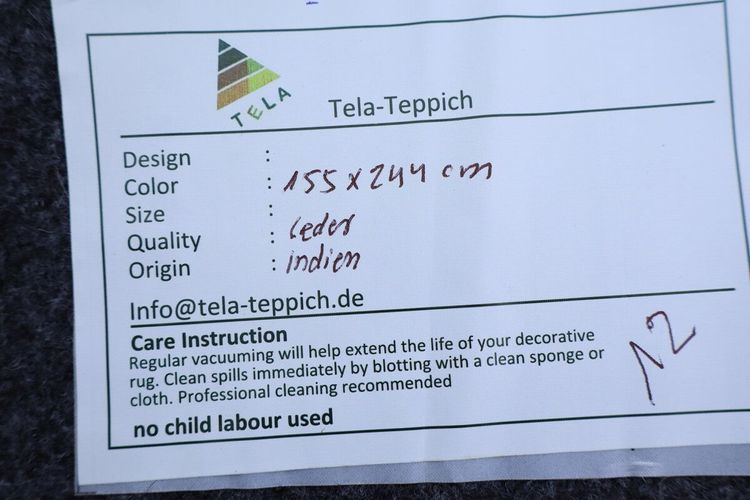 TELA
Tela-Teppich
Design :
Color : 155 x 244 cm
Size :
Quality : Leder
Origin : indien
Info@tela-teppich.de
Care Instruction
Regular vacuuming will help extend the life of your decorative
rug. Clean spills immediately by blotting with a clean sponge or
cloth. Professional cleaning recommended
no child labour used
12